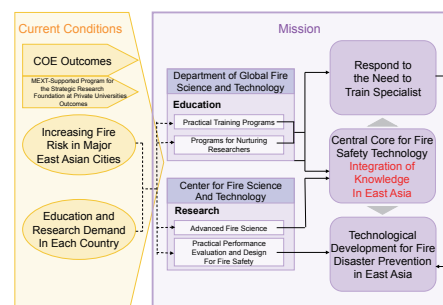 Current Conditions
COE Outcomes
MEXT-Supported Program for
the Strategic Research
Foundation at Private Universities
Outcomes
Increasing Fire
Risk in Major
East Asian Cities
Education and
Research Demand
In Each Country
Mission
Department of Global Fire
Science and Technology
Education
Practical Training Programs
Programs for Nurturing
Researchers
Center for Fire Science
And Technology
Research
Advanced Fire Science
Practical Performance
Evaluation and Design
For Fire Safety
Respond to
the Need to
Train Specialist
Central Core for Fire
Safety Technology
Integration of
Knowledge
In East Asia
Technological
Development for Fire
Disaster Prevention
in East Asia